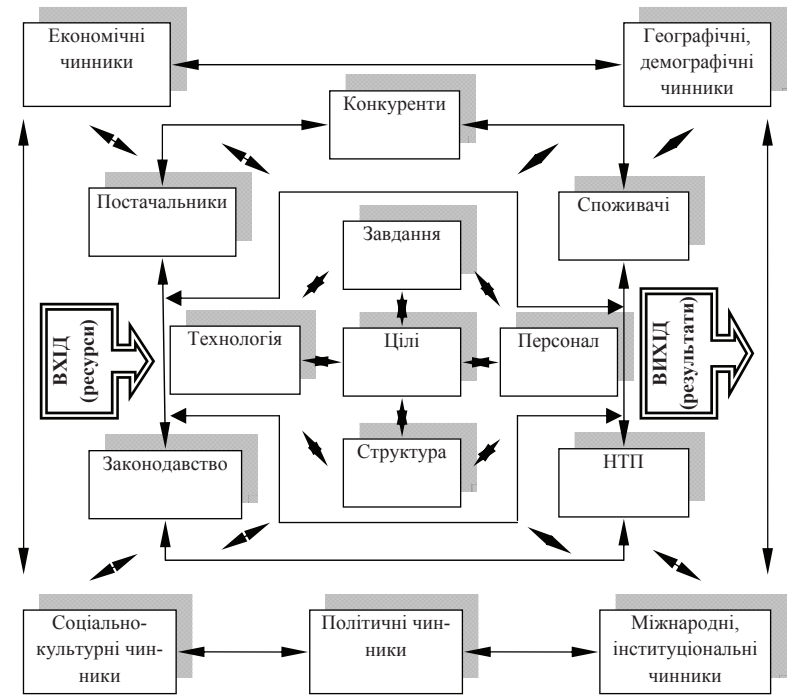 Економічні
чинники
Географічні,
демографічні
чинники
Конкуренти
Постачальники
Споживачі
Завдання
ВХІД
(ресурси)
Технологія
Цілі
Персонал
ВИХІД
(результати)
Законодавство
Структура
НТП
Соціально-
культурні чин-
ники
Політичні чин-
ники
Міжнародні,
інституціональні
чинники